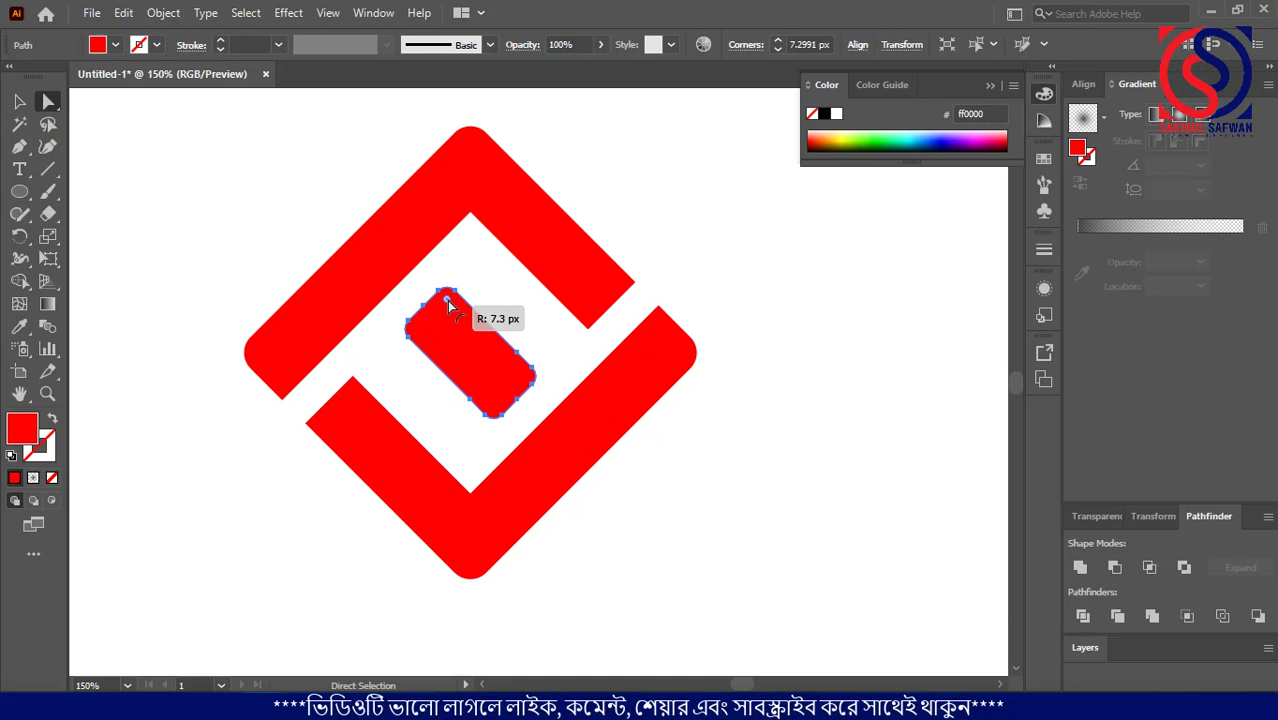 Ai File Edit Object Type Select Effect View Window Help Search Adobe Help
Path Stroke: Basic Opacity: 100% Style: Corners: 7.2991 px Align Transform
Untitled-1* @ 150% (RGB/Preview)
Color Color Guide
# ff0000
Align Gradient
Type:
Stroke:
Opacity:
Location:
SAFWAN
R: 7.3 px
Transparenc Transform Pathfinder
Shape Modes:
Expand
Pathfinders:
Layers
150% 1 Direct Selection
****ভিডিওটি ভালো লাগলে লাইক, কমেন্ট, শেয়ার এবং সাবস্ক্রাইব করে সাথেই থাকুন****